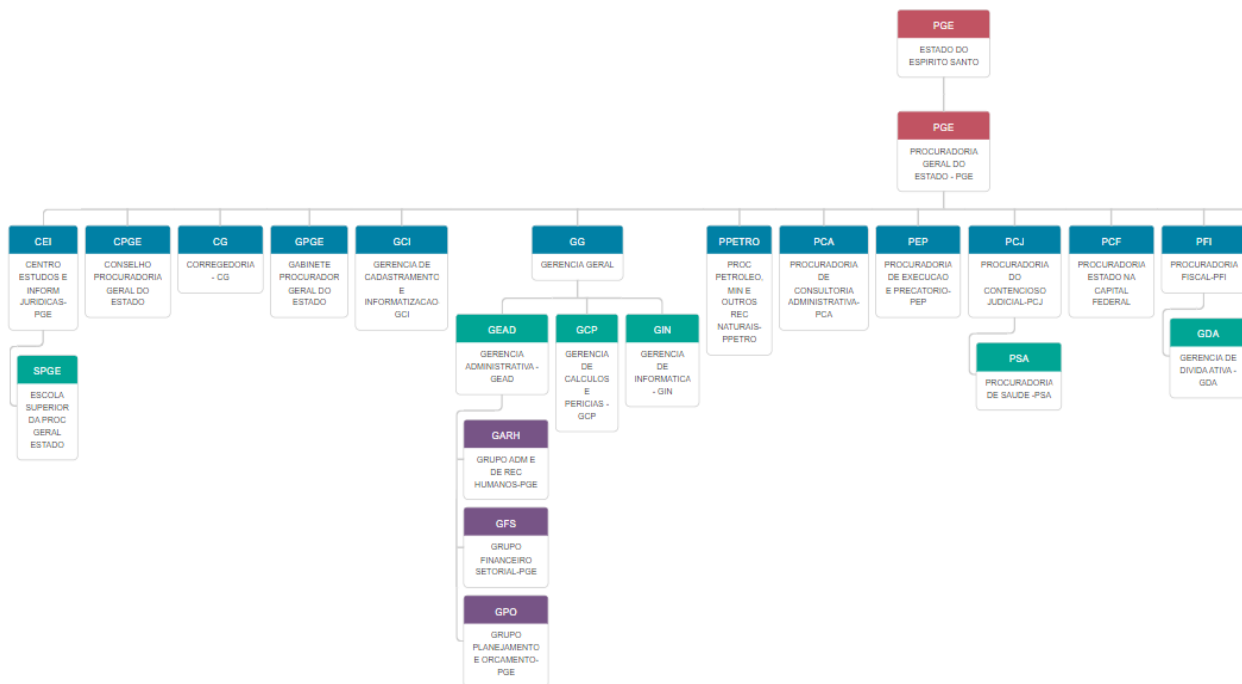 PGE
ESTADO DO
ESPIRITO SANTO
PGE
PROCURADORIA
GERAL DO
ESTADO - PGE
CEI
CENTRO
ESTUDOS E
INFORM
JURIDICAS-
PGE
CPGE
CONSELHO
PROCURADORIA
GERAL DO
ESTADO
CG
CORREGEDORIA
- CG
GPGE
GABINETE
PROCURADOR
GERAL DO
ESTADO
GCI
GERENCIA DE
CADASTRAMENTO
E
INFORMATIZACAO-
GCI
GG
GERENCIA GERAL
PPETRO
PROC
PETROLEO,
MIN E
OUTROS
REC
NATURAIS-
PPETRO
PCA
PROCURADORIA
DE
CONSULTORIA
ADMINISTRATIVA-
PCA
PEP
PROCURADORIA
DE EXECUCAO
E PRECATORIO-
PEP
PCJ
PROCURADORIA
DO
CONTENCIOSO
JUDICIAL-PCJ
PCF
PROCURADORIA
ESTADO NA
CAPITAL
FEDERAL
PFI
PROCURADORIA
FISCAL-PFI
SPGE
ESCOLA
SUPERIOR
DA PROC
GERAL
ESTADO
GEAD
GERENCIA
ADMINISTRATIVA -
GEAD
GCP
GERENCIA
DE
CALCULOS
E
PERICIAS -
GCP
GIN
GERENCIA
DE
INFORMATICA
- GIN
PSA
PROCURADORIA
DE SAUDE -PSA
GDA
GERENCIA DE
DIVIDA ATIVA -
GDA
GARH
GRUPO ADM E
DE REC
HUMANOS-PGE
GFS
GRUPO
FINANCEIRO
SETORIAL-PGE
GPO
GRUPO
PLANEJAMENTO
E ORCAMENTO-
PGE